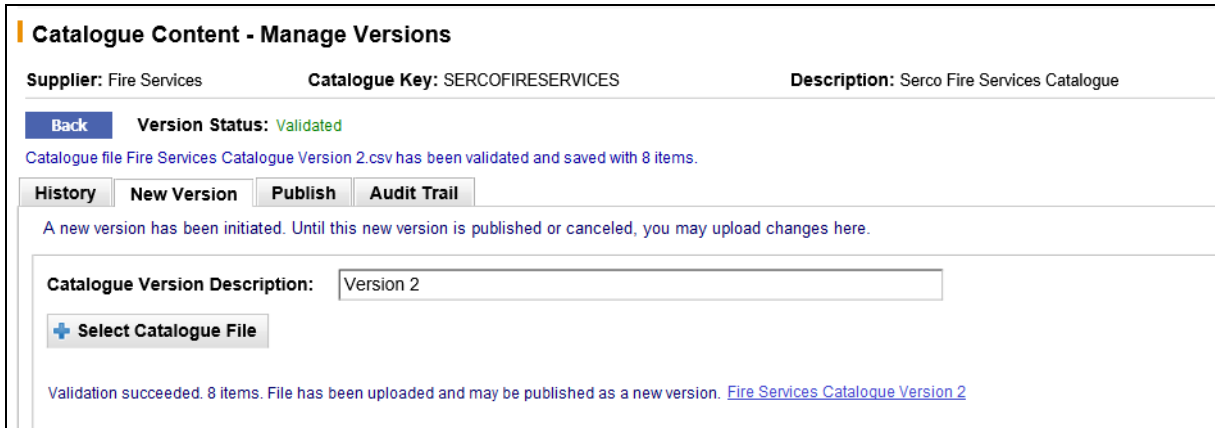 Catalogue Content - Manage Versions
Supplier: Fire Services Catalogue Key: SERCOFIRESERVICES Description: Serco Fire Services Catalogue
Back Version Status: Validated
Catalogue file Fire Services Catalogue Version 2.csv has been validated and saved with 8 items.
History New Version Publish Audit Trail
A new version has been initiated. Until this new version is published or canceled, you may upload changes here.
Catalogue Version Description: Version 2
Select Catalogue File
Validation succeeded. 8 items. File has been uploaded and may be published as a new version. Fire Services Catalogue Version 2